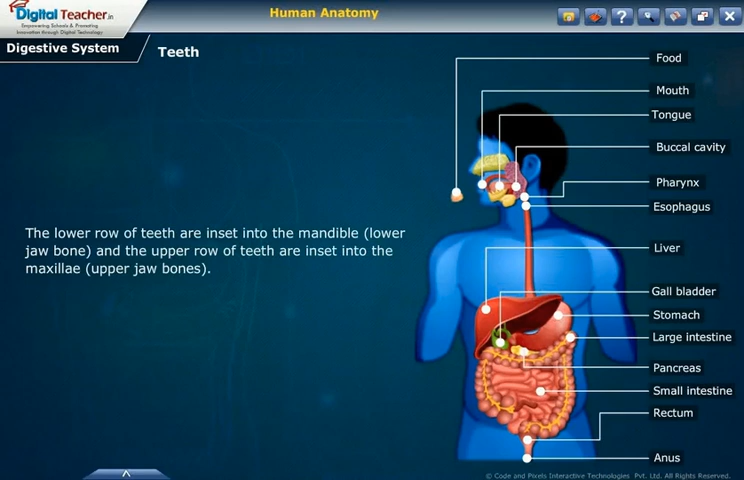 Digital Teacher.in
Empowering Schools & Promoting
Innovation through Digital Technology
Human Anatomy
?
Digestive System
Teeth
The lower row of teeth are inset into the mandible (lower
jaw bone) and the upper row of teeth are inset into the
maxillae (upper jaw bones).
Food
Mouth
Tongue
Buccal cavity
Pharynx
Esophagus
Liver
Gall bladder
Stomach
Large intestine
Pancreas
Small intestine
Rectum
Anus
© Code and Pixels Interactive Technologies Pvt. Ltd. All Rights Reserved.